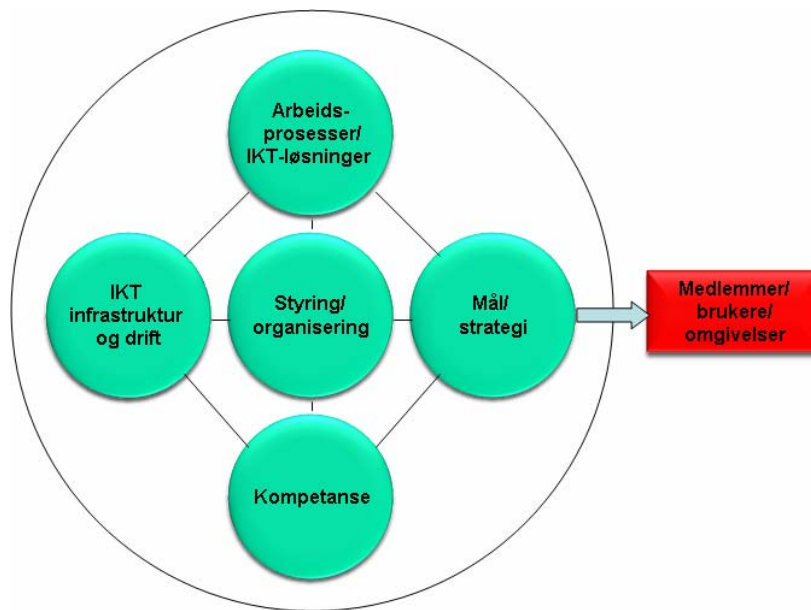 Arbeids-
prosesser/
IKT-løsninger
IKT
infrastruktur
og drift
Styring/
organisering
Mål/
strategi
Medlemmer/
brukere/
omgivelser
Kompetanse